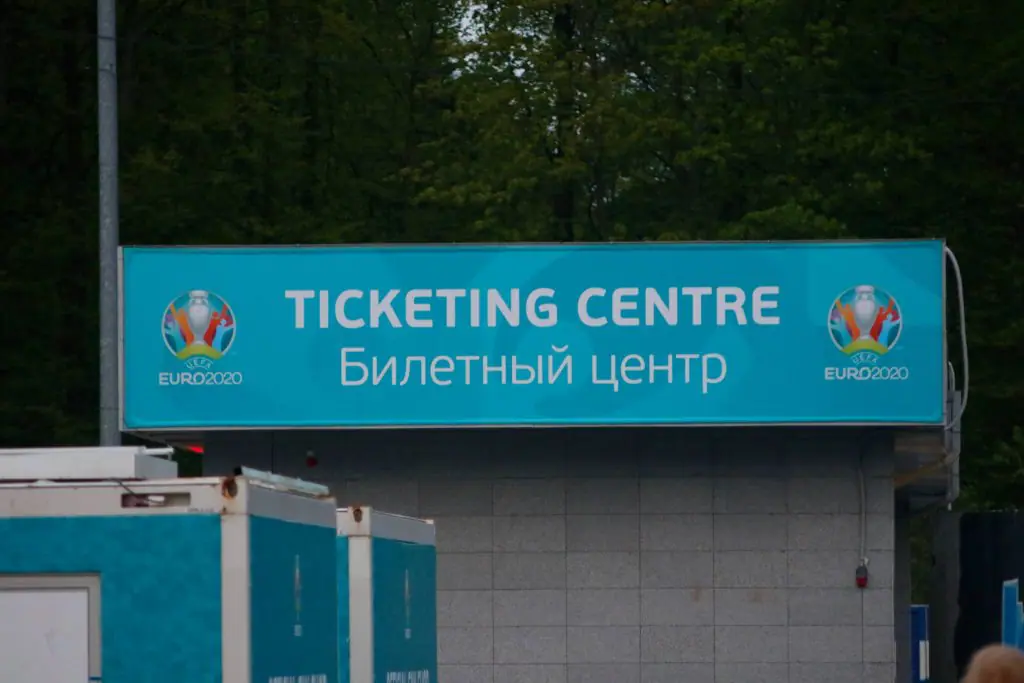 TICKETING CENTRE
Билетный центр
UEFA
EURO2020
UEFA
EURO2020